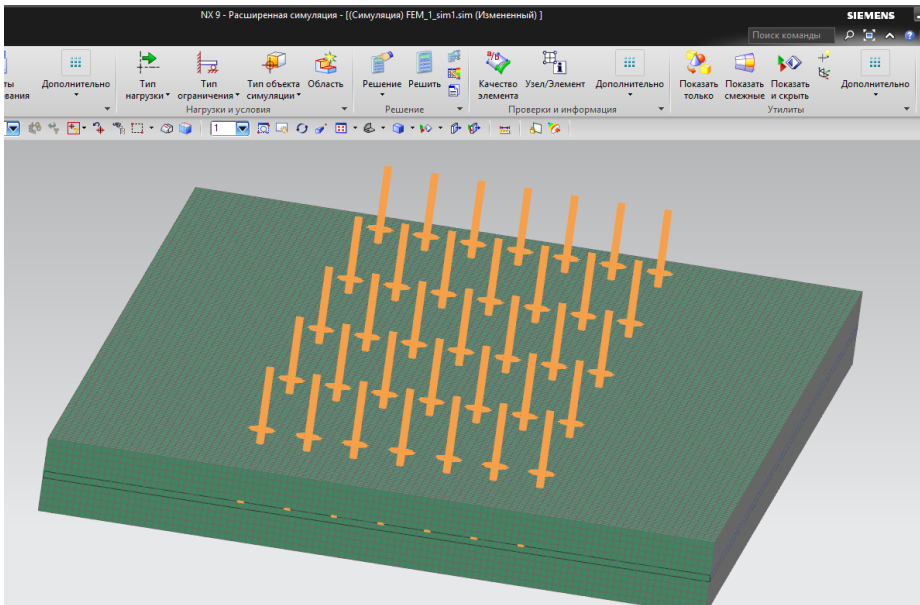 NX 9 - Расширенная симуляция - [(Симуляция) FEM_1_sim1.sim (Измененный) ]
SIEMENS
Поиск команды
Дополнительно
Тип нагрузки
Тип ограничения
Тип объекта симуляции
Область
Решение
Решить
Качество элемента
Узел/Элемент
Дополнительно
Показать только
Показать смежные
Показать и скрыть
Дополнительно
Нагрузки и условия
Решение
Проверки и информация
Утилиты
1